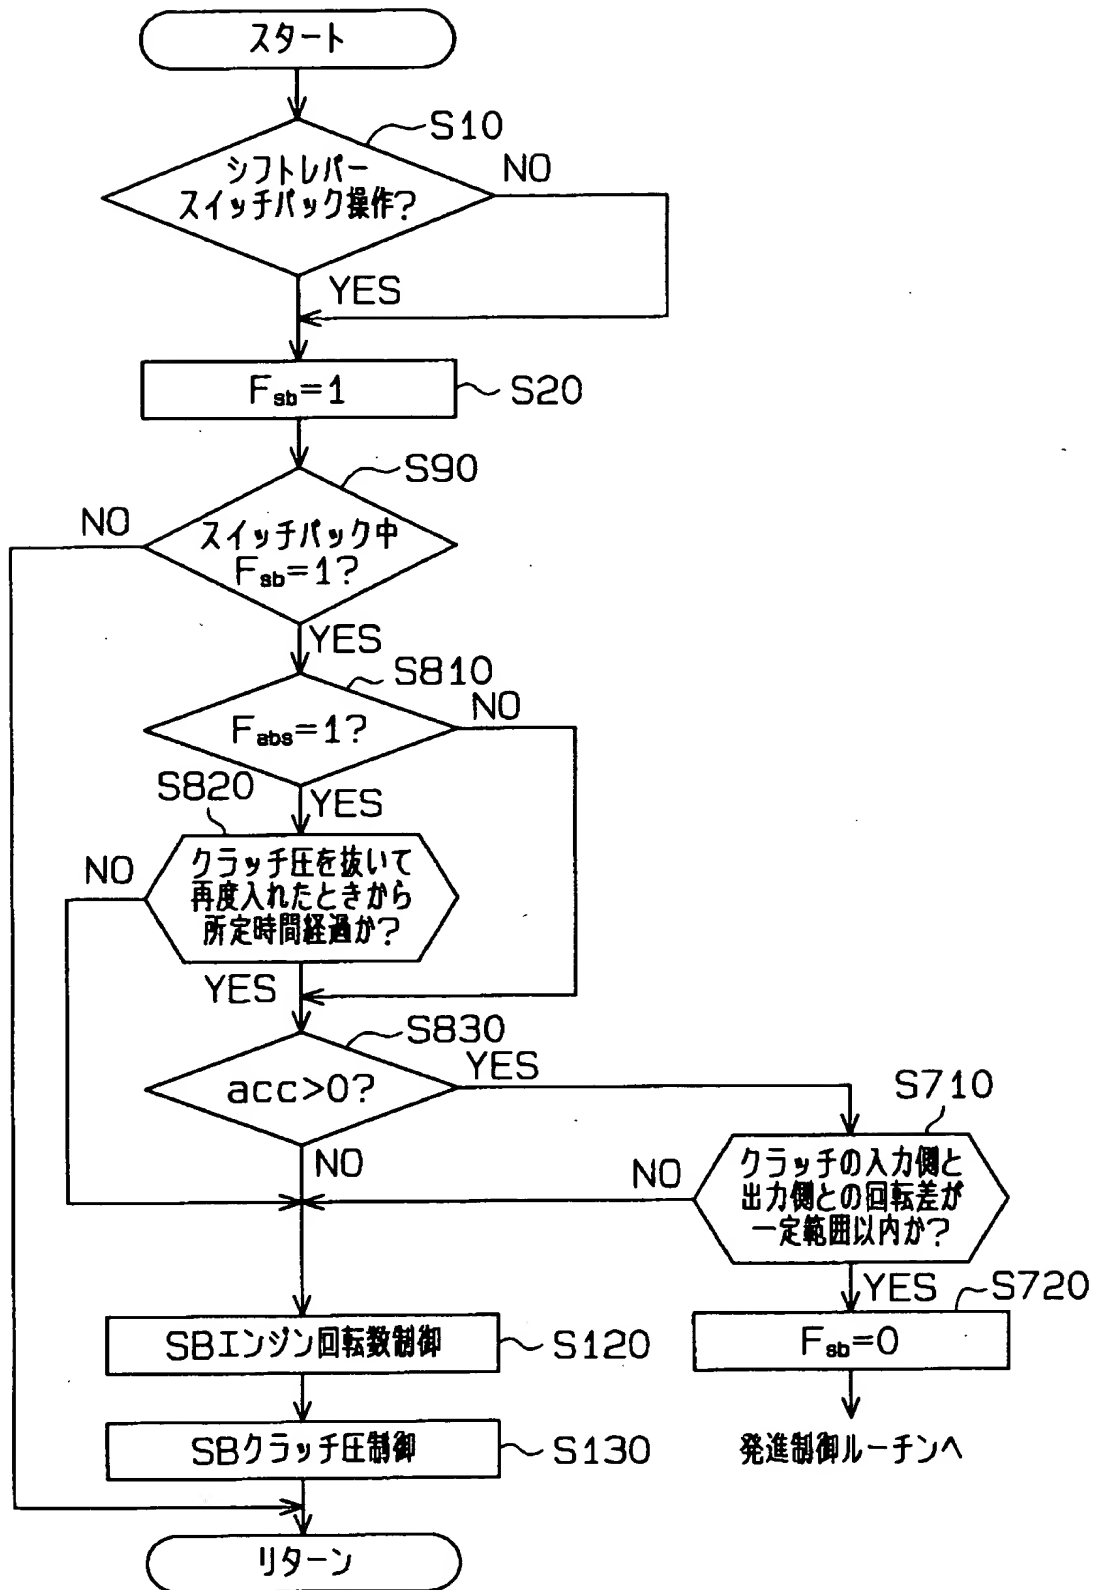 スタート
S10
シフトレバー
スイッチバック操作?
NO
YES
Fsb=1
S20
S90
NO
スイッチバック中
Fsb=1?
YES
S810
Fabs=1?
NO
S820
YES
NO
クラッチ圧を抜いて
再度入れたときから
所定時間経過か?
YES
S830
acc>0?
YES
S710
NO
NO
クラッチの入力側と
出力側との回転差が
一定範囲以内か?
YES
S720
SBエンジン回転数制御
S120
Fsb=0
SBクラッチ圧制御
S130
発進制御ルーチンへ
リターン